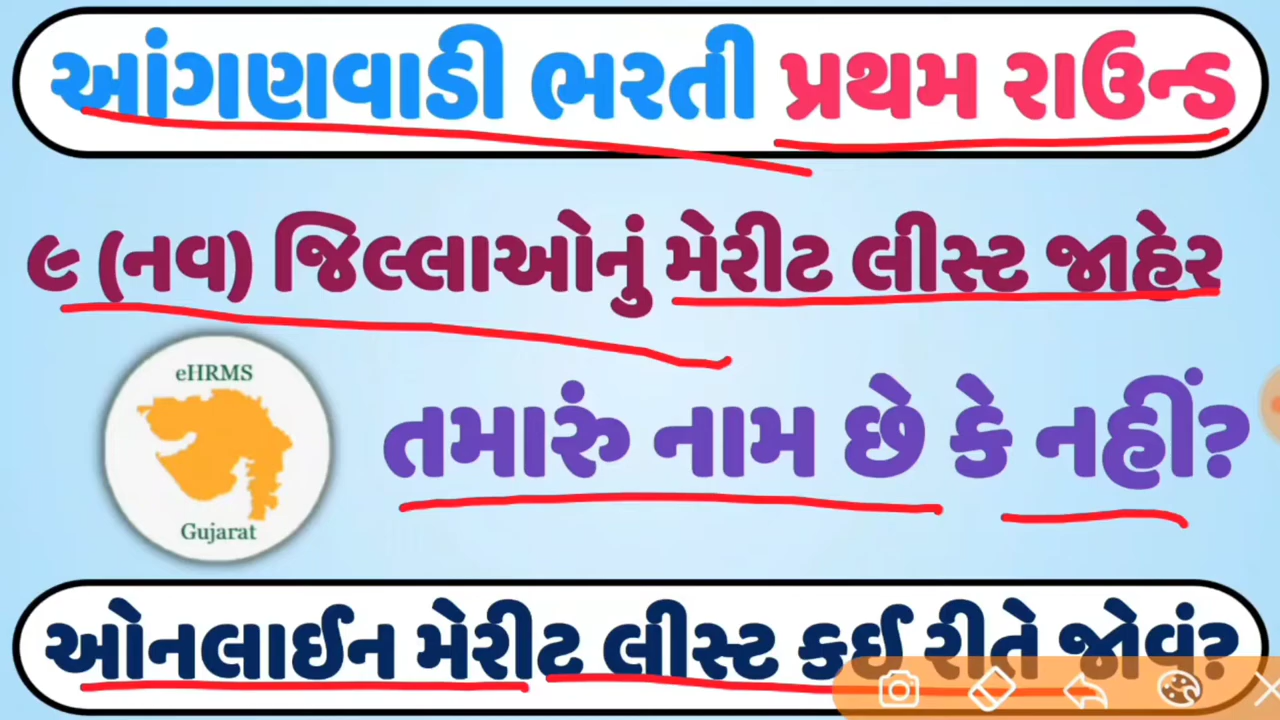 આંગણવાડી ભરતી પ્રથમ રાઉન્ડ
૯ (નવ) જિલ્લાઓનું મેરીટ લીસ્ટ જાહેર
eHRMS
Gujarat
તમારું નામ છે કે નહીં?
ઓનલાઈન મેરીટ લીસ્ટ કઈ રીતે જોવું?